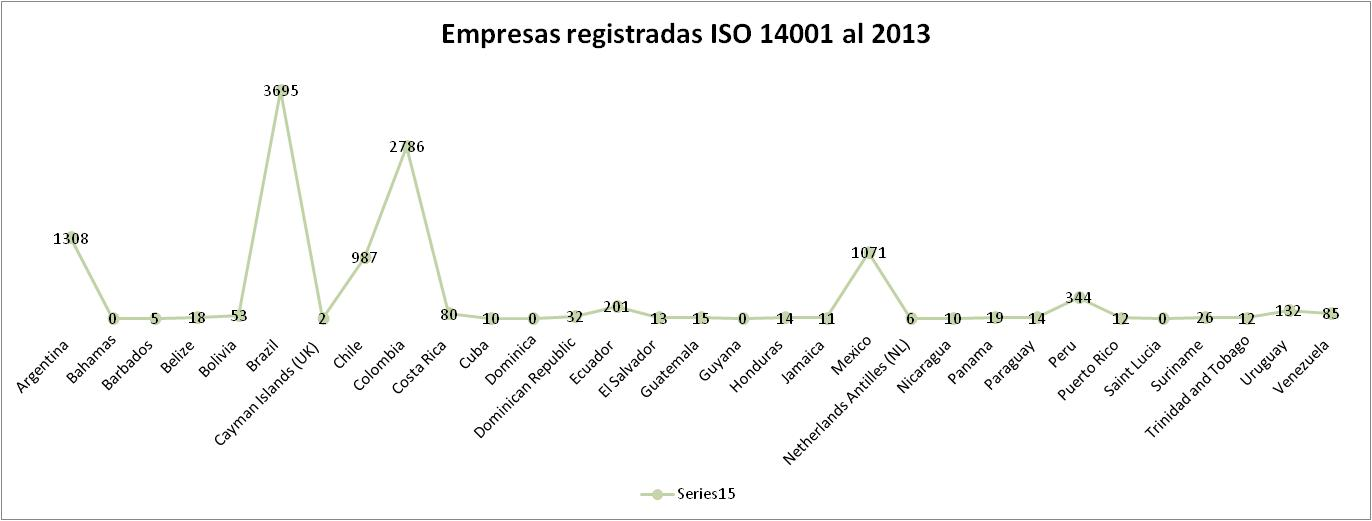 Empresas registradas ISO 14001 al 2013
1308
0
5
18
53
3695
2
987
2786
80
10
0
32
201
13
15
0
14
11
1071
6
10
19
14
344
12
0
26
12
132
85
Argentina
Bahamas
Barbados
Belize
Bolivia
Brazil
Cayman Islands (UK)
Chile
Colombia
Costa Rica
Cuba
Dominica
Dominican Republic
Ecuador
El Salvador
Guatemala
Guyana
Honduras
Jamaica
Mexico
Netherlands Antilles (NL)
Nicaragua
Panama
Paraguay
Peru
Puerto Rico
Saint Lucia
Suriname
Trinidad and Tobago
Uruguay
Venezuela
Series15